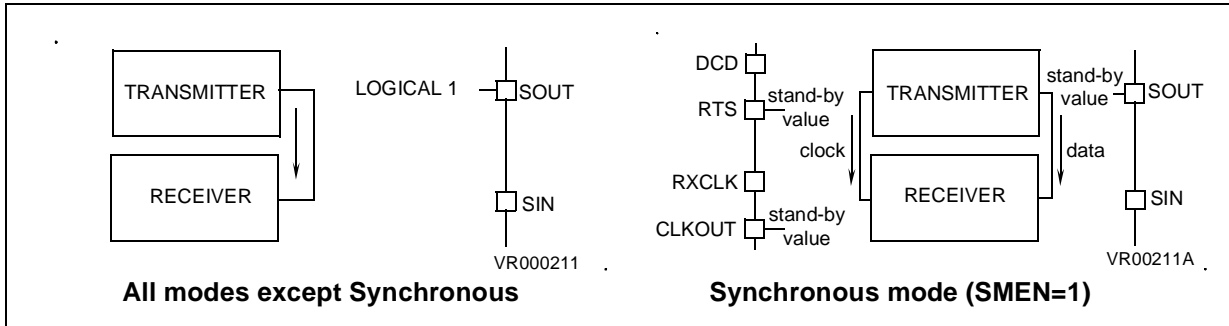 TRANSMITTER
RECEIVER
LOGICAL 1
SOUT
SIN
VR000211
All modes except Synchronous
DCD
RTS
stand-by
value
clock
RXCLK
CLKOUT
stand-by
value
TRANSMITTER
RECEIVER
data
stand-by
value
SOUT
SIN
VR00211A
Synchronous mode (SMEN=1)